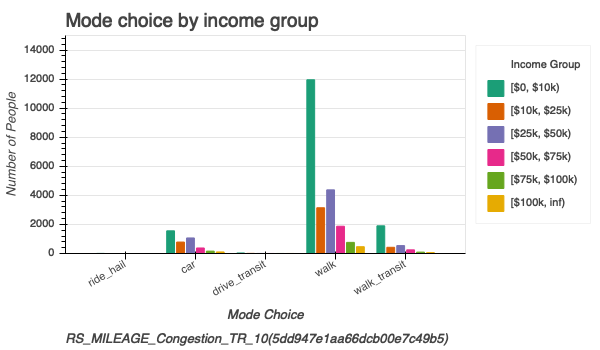 Mode choice by income group
Number of People
14000
12000
10000
8000
6000
4000
2000
0
ride_hail
car
drive_transit
walk
walk_transit
Mode Choice
RS_MILEAGE_Congestion_TR_10(5dd947e1aa66dcb00e7c49b5)
Income Group
[$0, $10k)
[$10k, $25k)
[$25k, $50k)
[$50k, $75k)
[$75k, $100k)
[$100k, inf)